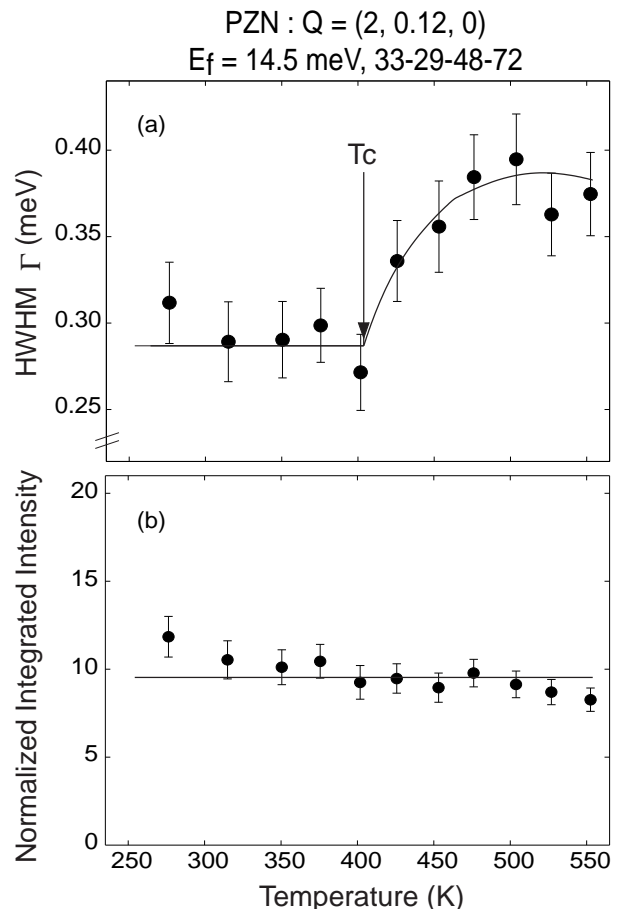 PZN : Q = (2, 0.12, 0)
E_f = 14.5 meV, 33-29-48-72
(a)
Tc
0.40
0.35
0.30
0.25
HWHM Γ (meV)
(b)
20
15
10
5
0
Normalized Integrated Intensity
250 300 350 400 450 500 550
Temperature (K)